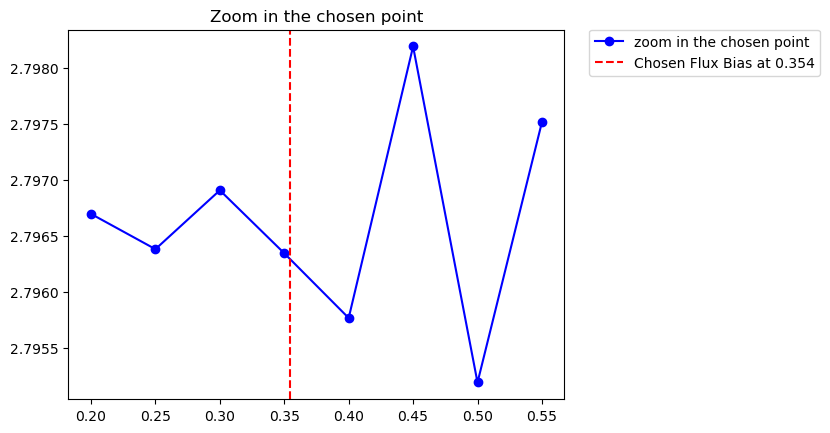 Zoom in the chosen point
zoom in the chosen point
Chosen Flux Bias at 0.354
2.7980
2.7975
2.7970
2.7965
2.7960
2.7955
0.20 0.25 0.30 0.35 0.40 0.45 0.50 0.55